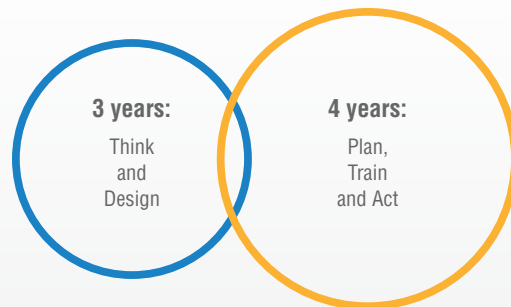 3 years:
Think
and
Design
4 years:
Plan,
Train
and Act